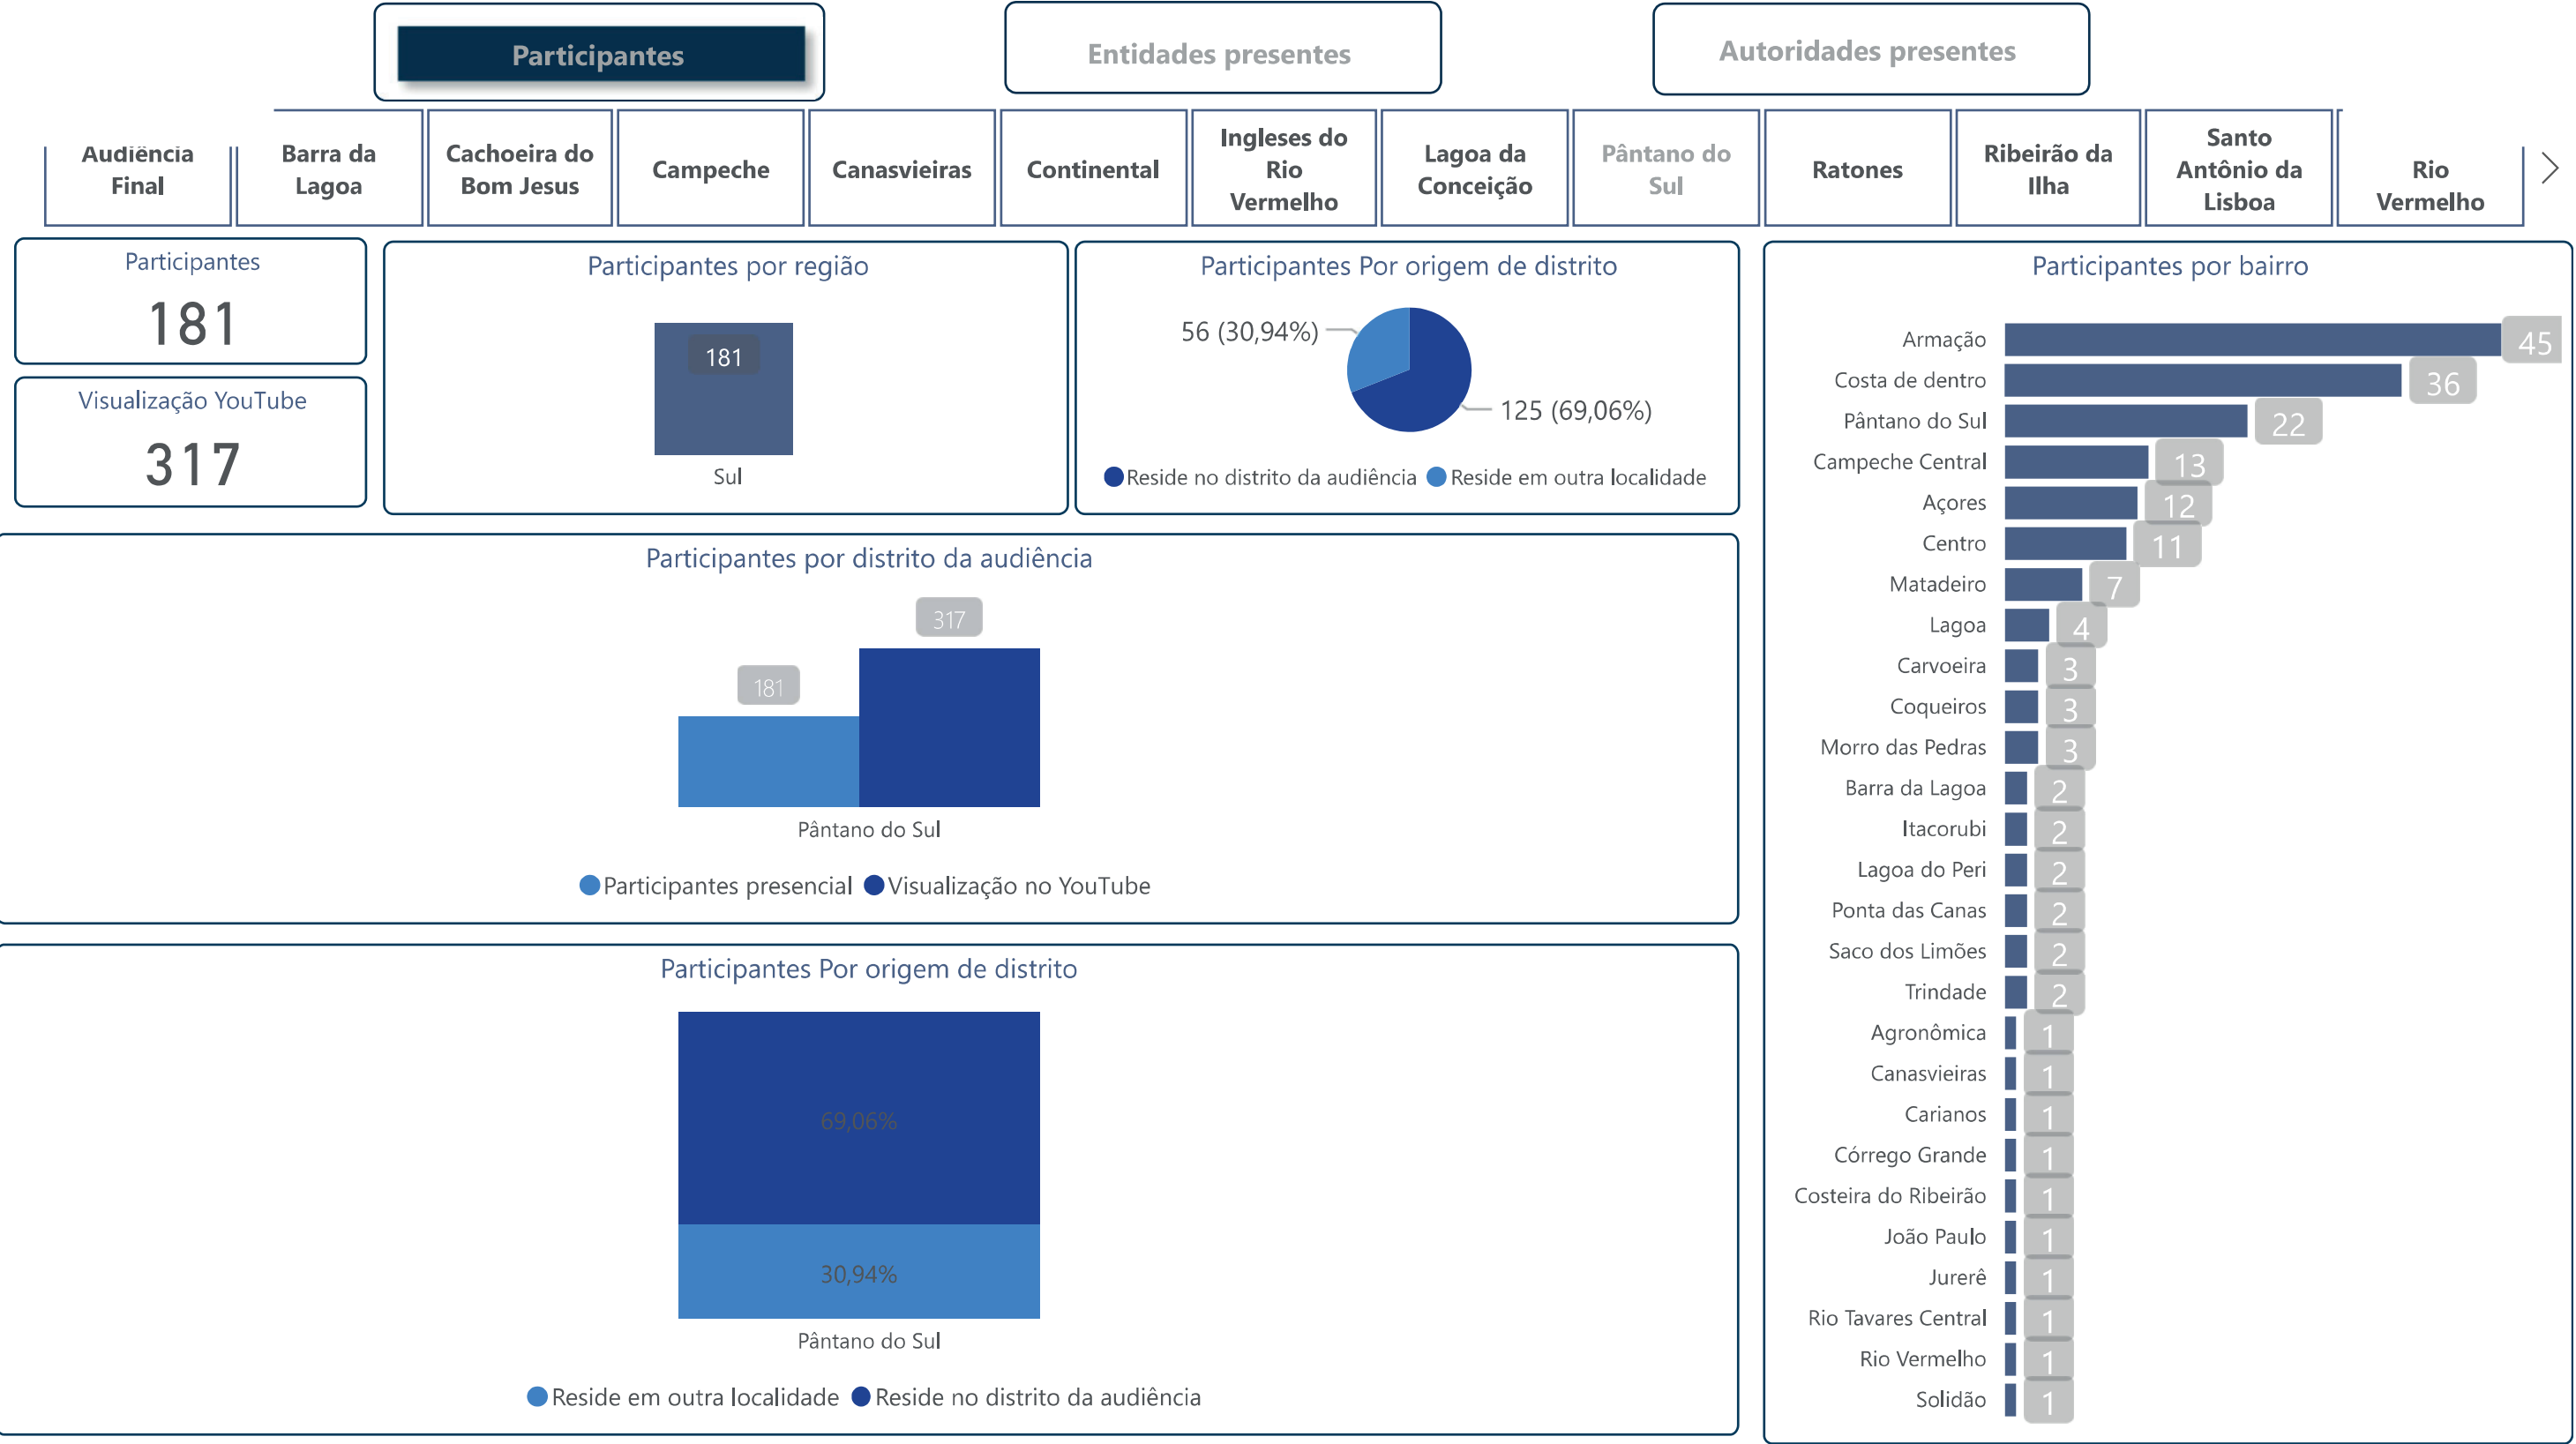 Participantes
Entidades presentes
Autoridades presentes
Audiência
Final
Barra da
Lagoa
Cachoeira do
Bom Jesus
Campeche
Canasvieiras
Continental
Ingleses do
Rio
Vermelho
Lagoa da
Conceição
Pântano do
Sul
Ratones
Ribeirão da
Ilha
Santo
Antônio da
Lisboa
Rio
Vermelho
Participantes
181
Visualização YouTube
317
Participantes por região
181
Sul
Participantes Por origem de distrito
56 (30,94%)
125 (69,06%)
Reside no distrito da audiência
Reside em outra localidade
Participantes por distrito da audiência
181
317
Pântano do Sul
Participantes presencial
Visualização no YouTube
Participantes Por origem de distrito
69,06%
30,94%
Pântano do Sul
Reside em outra localidade
Reside no distrito da audiência
Participantes por bairro
Armação 45
Costa de dentro 36
Pântano do Sul 22
Campeche Central 13
Açores 12
Centro 11
Matadeiro 7
Lagoa 4
Carvoeira 3
Coqueiros 3
Morro das Pedras 3
Barra da Lagoa 2
Itacorubi 2
Lagoa do Peri 2
Ponta das Canas 2
Saco dos Limões 2
Trindade 2
Agronômica 1
Canasvieiras 1
Carianos 1
Córrego Grande 1
Costeira do Ribeirão 1
João Paulo 1
Jurerê 1
Rio Tavares Central 1
Rio Vermelho 1
Solidão 1